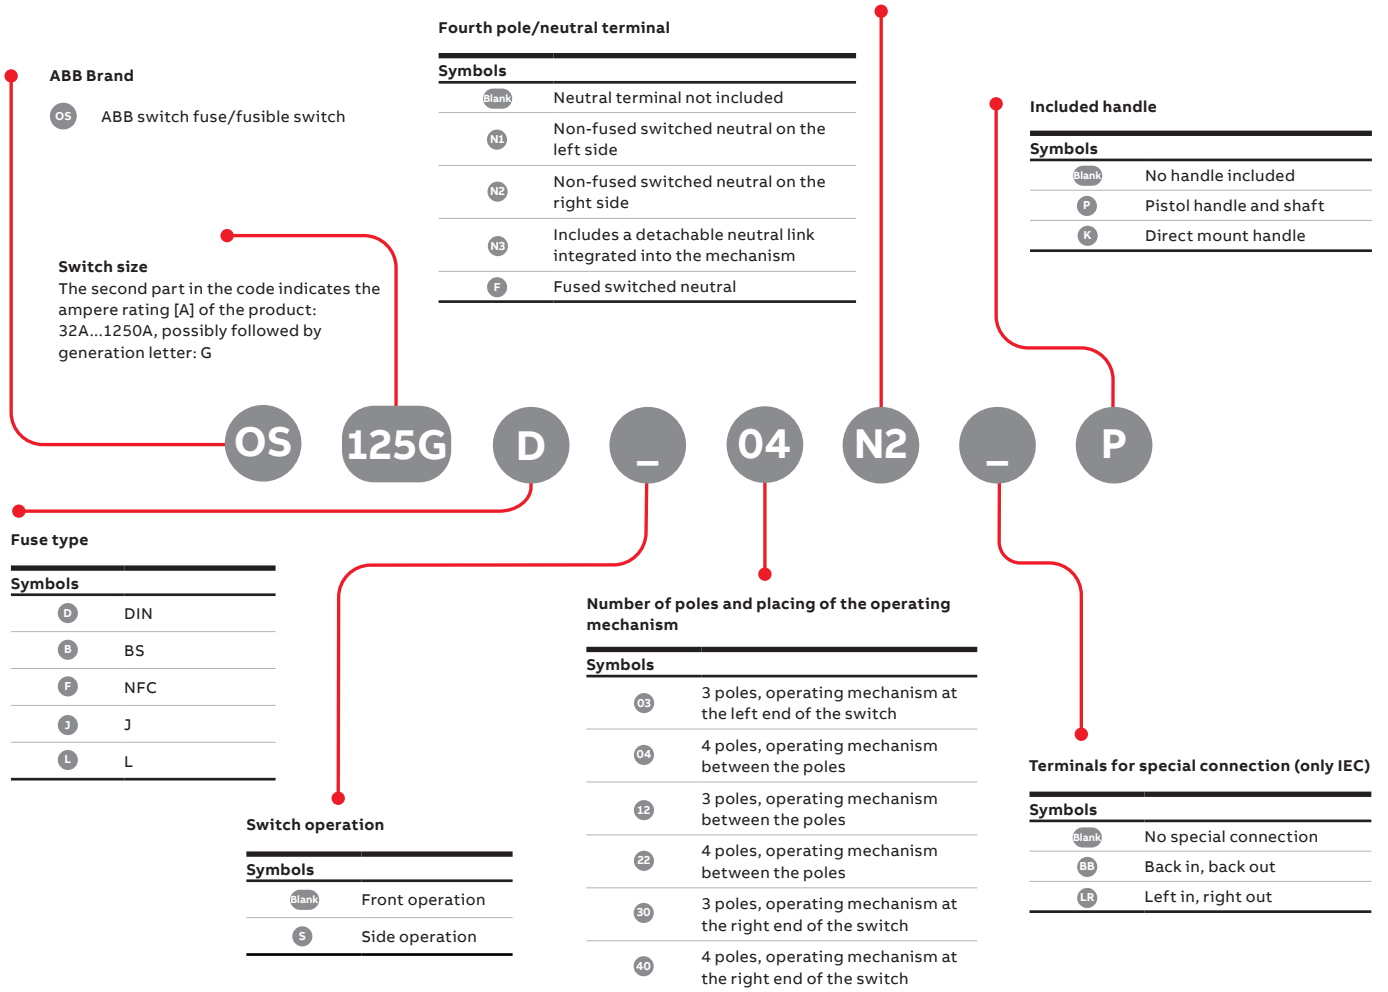 Fourth pole/neutral terminal
Symbols
Blank Neutral terminal not included
N1 Non-fused switched neutral on the
left side
N2 Non-fused switched neutral on the
right side
N3 Includes a detachable neutral link
integrated into the mechanism
F Fused switched neutral
ABB Brand
OS ABB switch fuse/fusible switch
Included handle
Symbols
Blank No handle included
P Pistol handle and shaft
K Direct mount handle
Switch size
The second part in the code indicates the
ampere rating [A] of the product:
32A...1250A, possibly followed by
generation letter: G
OS 125G D _ 04 N2 _ P
Fuse type
Symbols
D DIN
B BS
F NFC
J J
L L
Switch operation
Symbols
Blank Front operation
S Side operation
Number of poles and placing of the operating
mechanism
Symbols
03 3 poles, operating mechanism at
the left end of the switch
04 4 poles, operating mechanism
between the poles
12 3 poles, operating mechanism
between the poles
22 4 poles, operating mechanism
between the poles
30 3 poles, operating mechanism at
the right end of the switch
40 4 poles, operating mechanism at
the right end of the switch
Terminals for special connection (only IEC)
Symbols
Blank No special connection
BB Back in, back out
LR Left in, right out